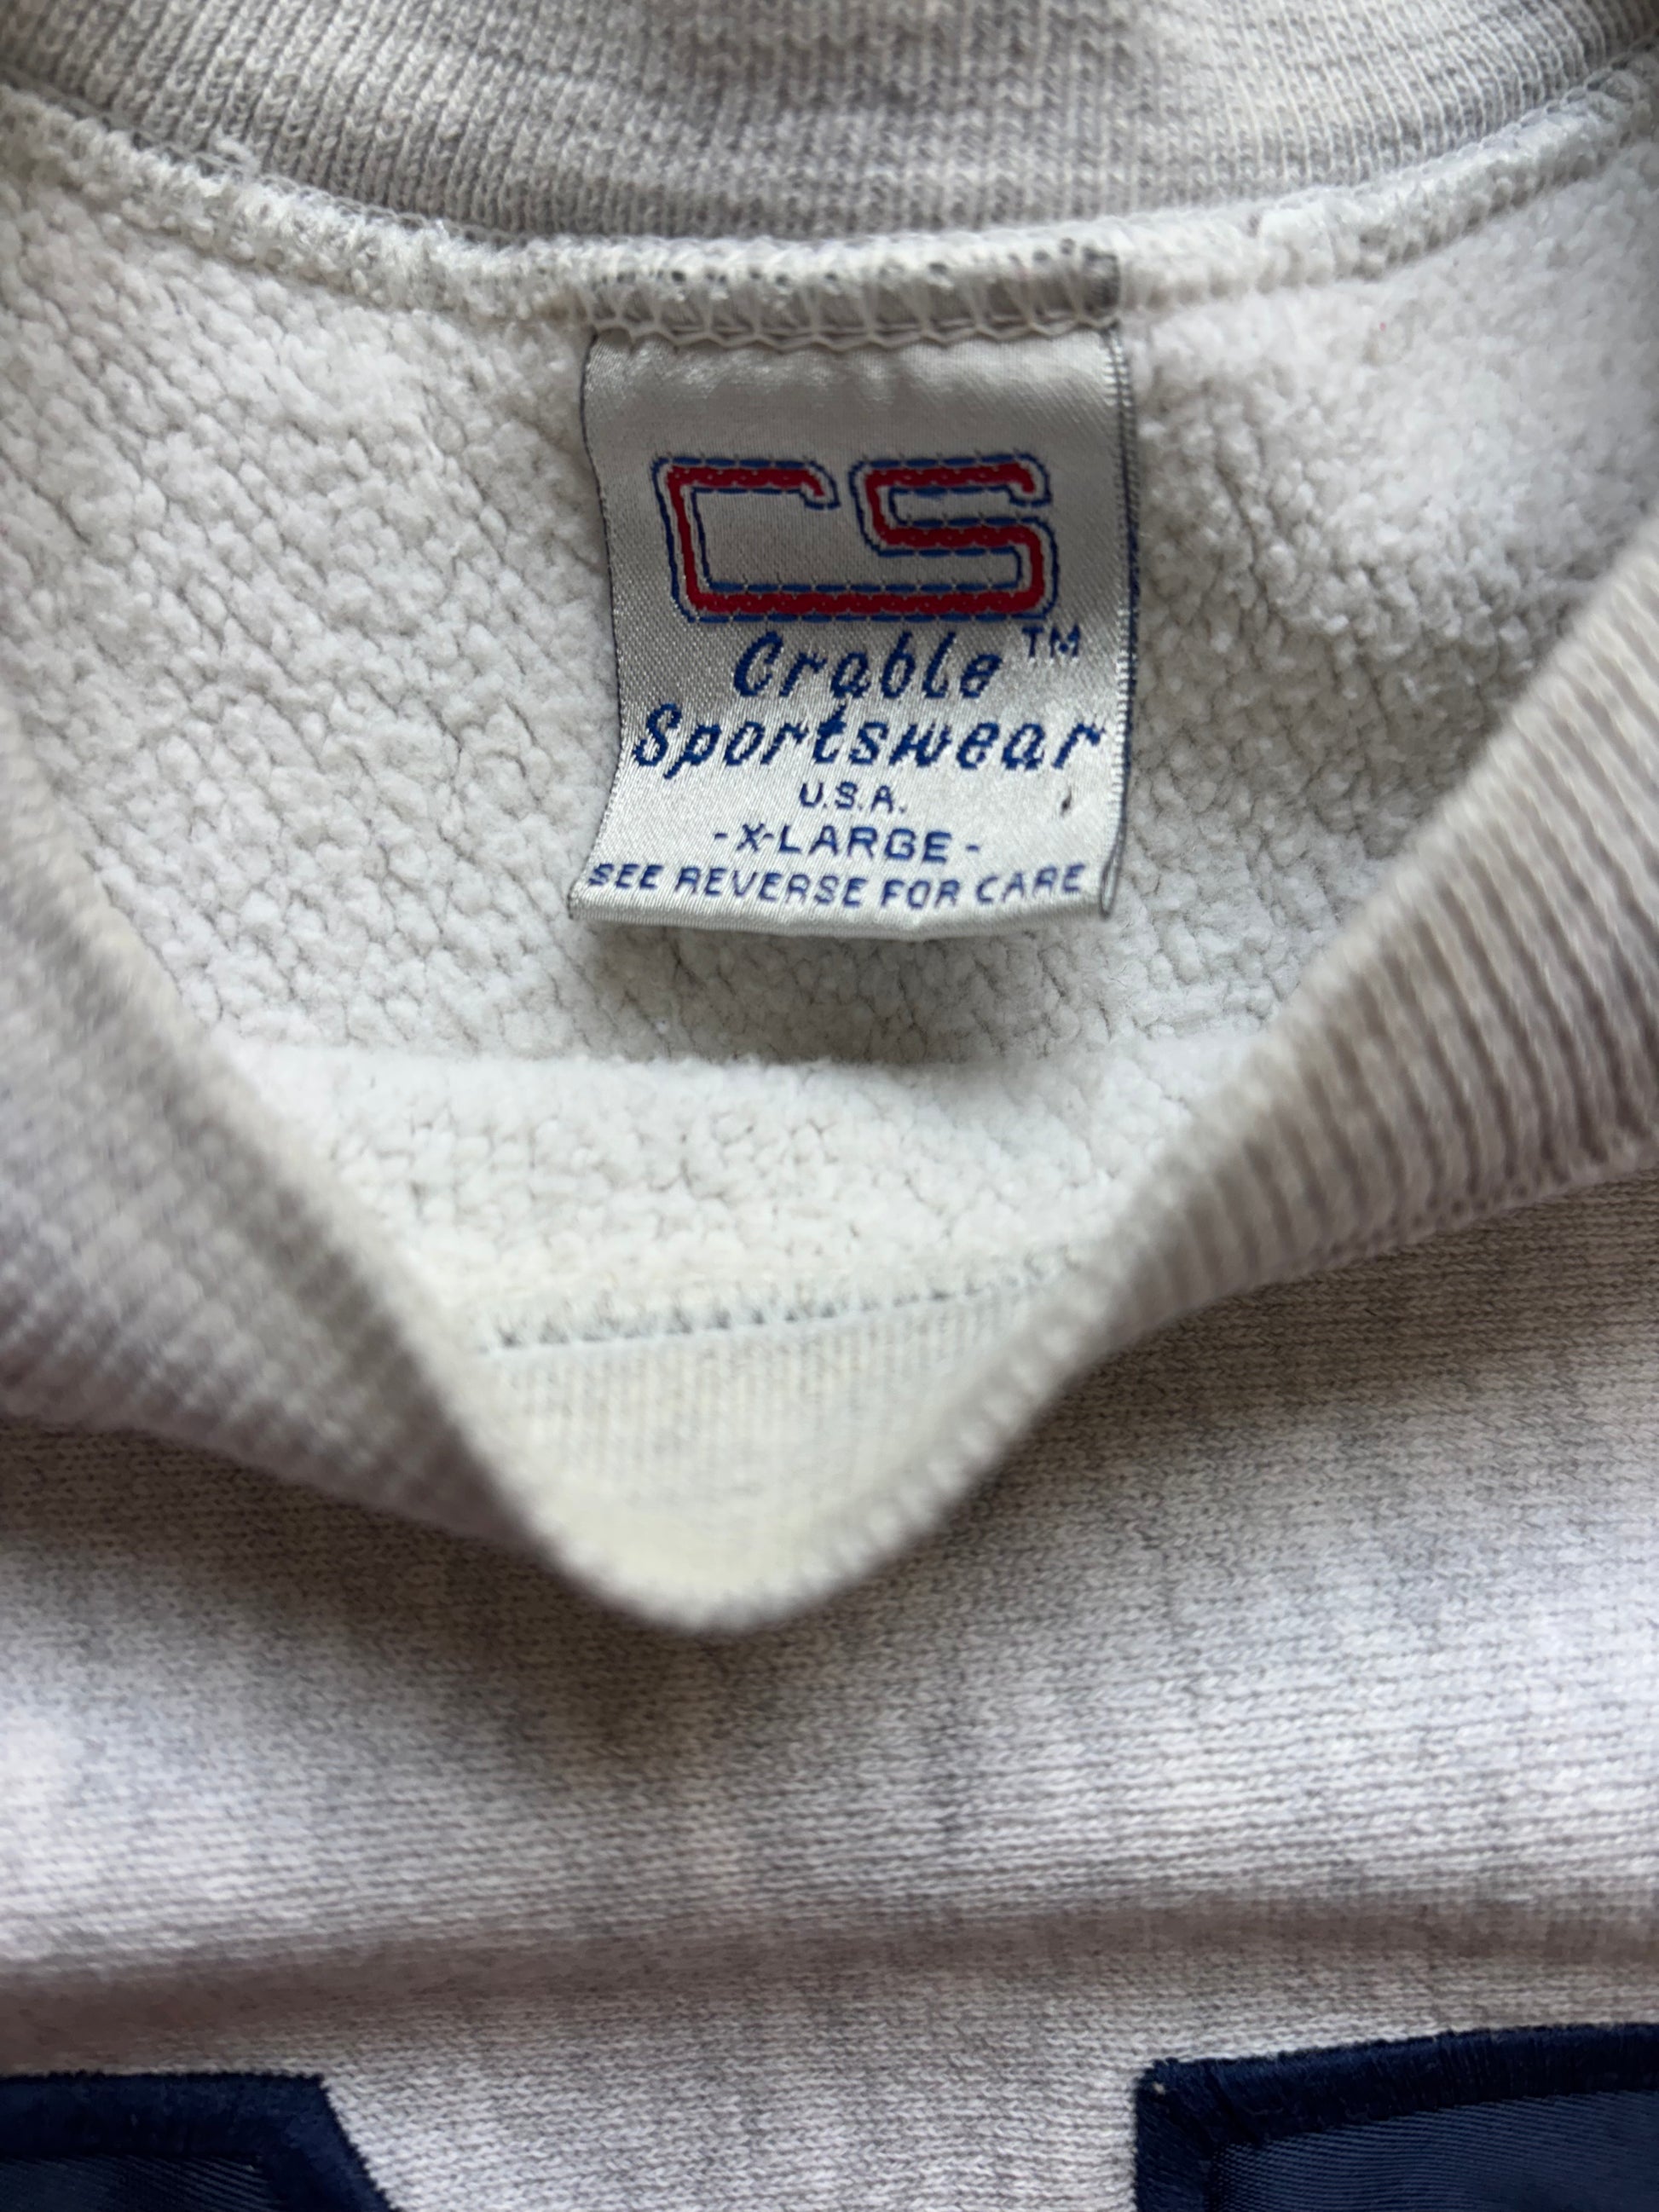 CS
Crable™
Sportswear
U.S.A.
-X-LARGE-
SEE REVERSE FOR CARE